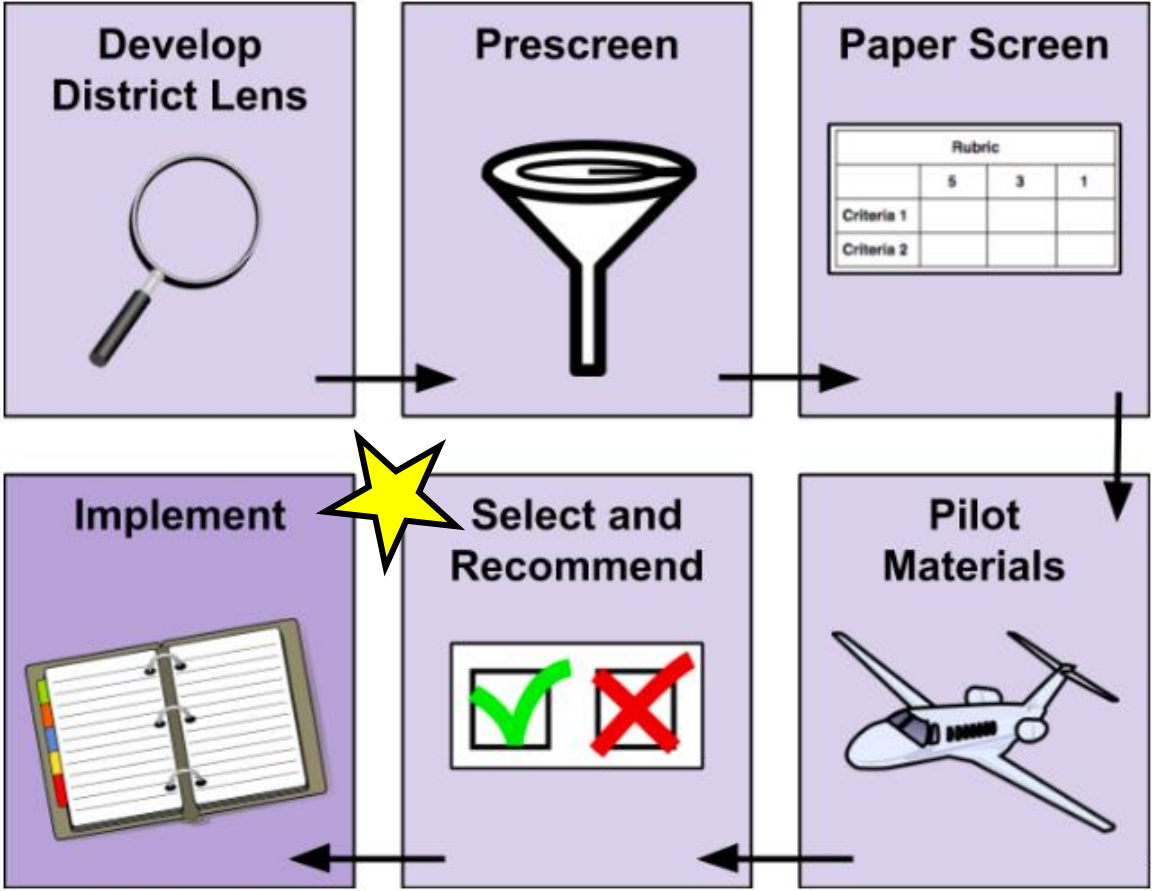 Develop
District Lens
Prescreen
Paper Screen
Rubric
5 3 1
Criteria 1
Criteria 2
Implement
Select and
Recommend
Pilot
Materials